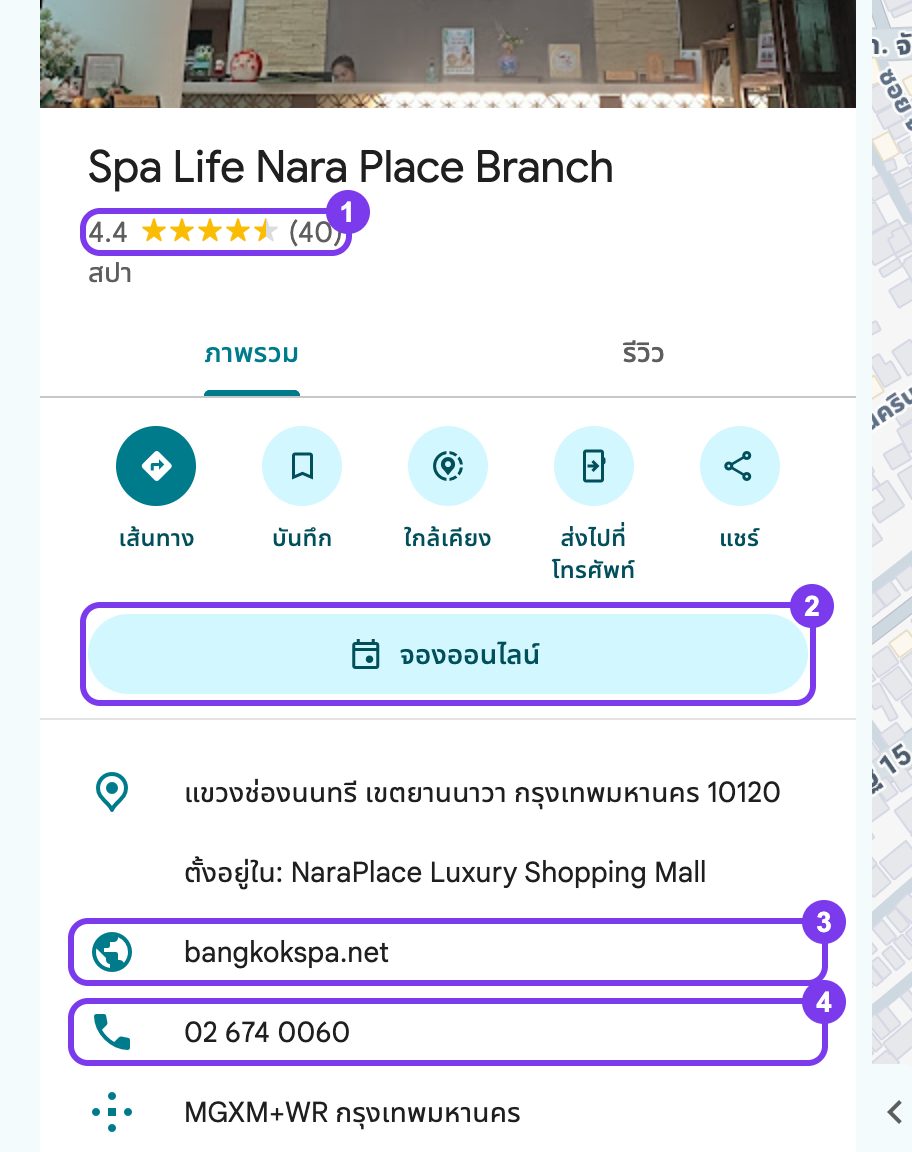 Spa Life Nara Place Branch
1
4.4 (40)
สปา
ภาพรวม
รีวิว
เส้นทาง
บันทึก
ใกล้เคียง
ส่งไปที่
โทรศัพท์
แชร์
2
จองออนไลน์
แขวงช่องนนทรี เขตยานนาวา กรุงเทพมหานคร 10120
ตั้งอยู่ใน: NaraPlace Luxury Shopping Mall
3
bangkokspa.net
4
02 674 0060
MGXM+WR กรุงเทพมหานคร
ซอย
15